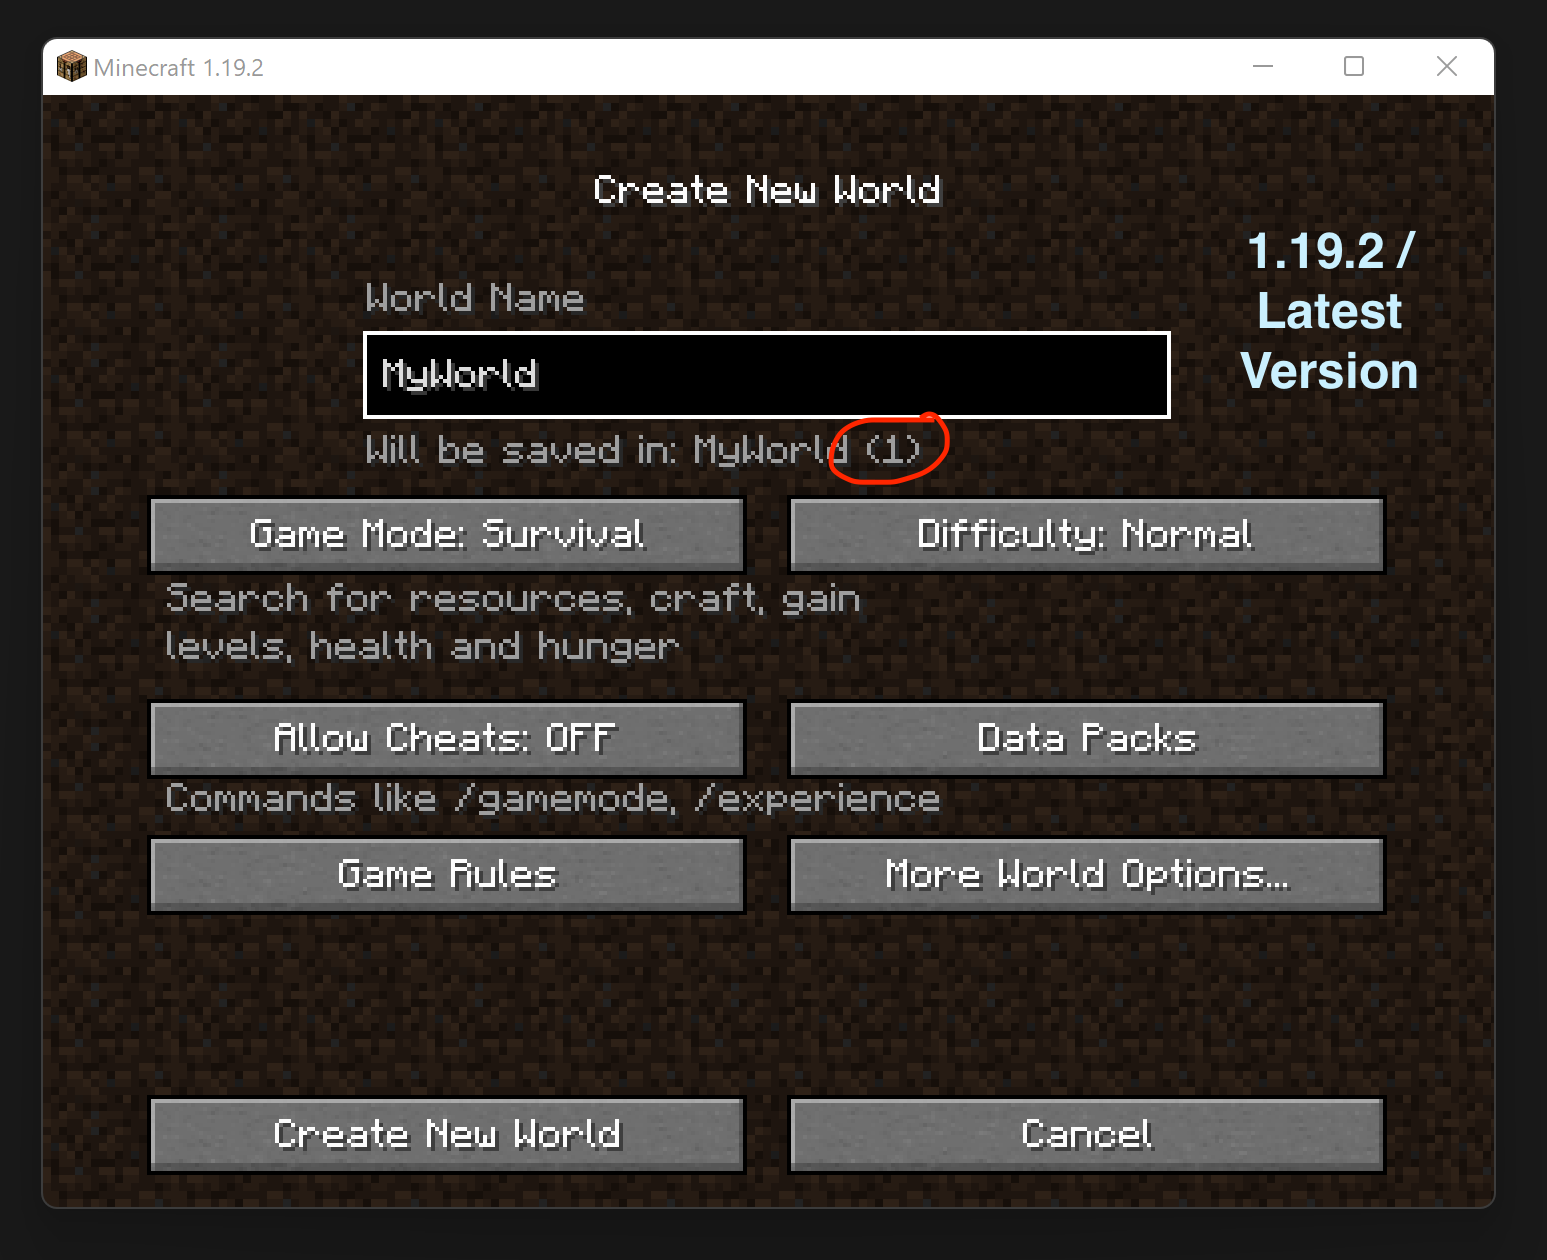 Minecraft 1.19.2
Create New World
1.19.2 /
Latest
Version
World Name
MyWorld
Will be saved in: MyWorld (1)
Game Mode: Survival
Difficulty: Normal
Search for resources, craft, gain
levels, health and hunger
Allow Cheats: OFF
Data Packs
Commands like /gamemode, /experience
Game Rules
More World Options...
Create New World
Cancel